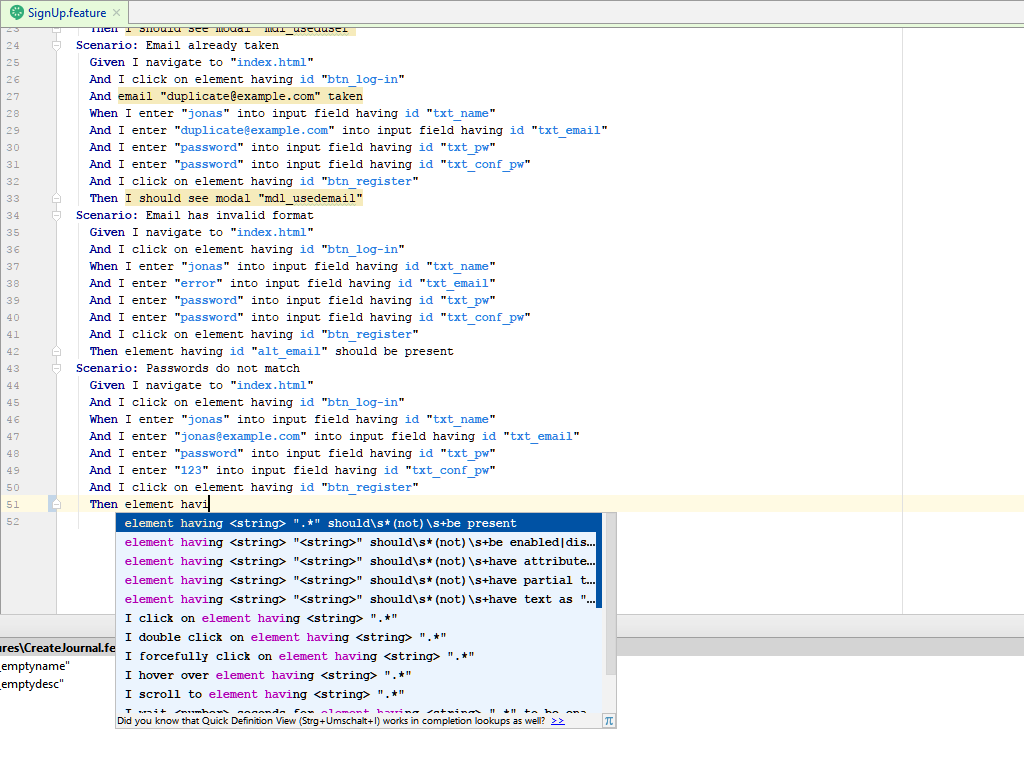 SignUp.feature
23 Then I should see modal "mdl_useduser"
24 Scenario: Email already taken
25 Given I navigate to "index.html"
26 And I click on element having id "btn_log-in"
27 And email "duplicate@example.com" taken
28 When I enter "jonas" into input field having id "txt_name"
29 And I enter "duplicate@example.com" into input field having id "txt_email"
30 And I enter "password" into input field having id "txt_pw"
31 And I enter "password" into input field having id "txt_conf_pw"
32 And I click on element having id "btn_register"
33 Then I should see modal "mdl_usedemail"
34 Scenario: Email has invalid format
35 Given I navigate to "index.html"
36 And I click on element having id "btn_log-in"
37 When I enter "jonas" into input field having id "txt_name"
38 And I enter "error" into input field having id "txt_email"
39 And I enter "password" into input field having id "txt_pw"
40 And I enter "password" into input field having id "txt_conf_pw"
41 And I click on element having id "btn_register"
42 Then element having id "alt_email" should be present
43 Scenario: Passwords do not match
44 Given I navigate to "index.html"
45 And I click on element having id "btn_log-in"
46 When I enter "jonas" into input field having id "txt_name"
47 And I enter "jonas@example.com" into input field having id "txt_email"
48 And I enter "password" into input field having id "txt_pw"
49 And I enter "123" into input field having id "txt_conf_pw"
50 And I click on element having id "btn_register"
51 Then element havi
52
element having <string> ".*" should\s*(not)\s+be present
element having <string> "<string>" should\s*(not)\s+be enabled|dis...
element having <string> "<string>" should\s*(not)\s+have attribute...
element having <string> "<string>" should\s*(not)\s+have partial t...
element having <string> "<string>" should\s*(not)\s+have text as "...
I click on element having <string> ".*"
I double click on element having <string> ".*"
I forcefully click on element having <string> ".*"
I hover over element having <string> ".*"
I scroll to element having <string> ".*"
I wait <number> seconds for element having <string> ".*" to be ena
Did you know that Quick Definition View (Strg+Umschalt+I) works in completion lookups as well? >>
π
ures\CreateJournal.fe
_emptyname"
_emptydesc"